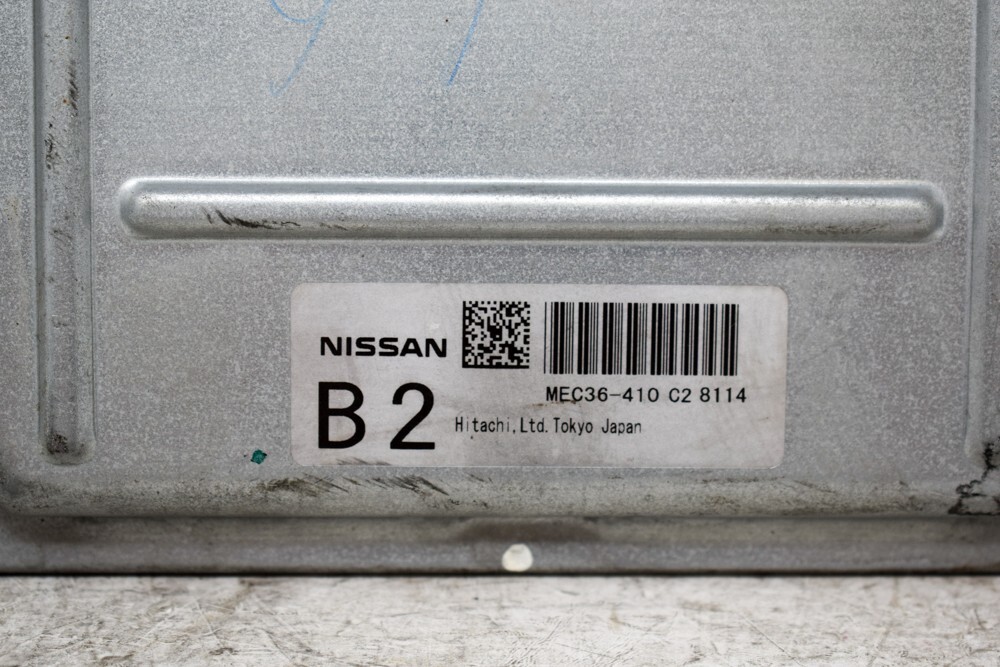 NISSAN
MEC36-410 C2 8114
B2
Hitachi,Ltd.Tokyo Japan